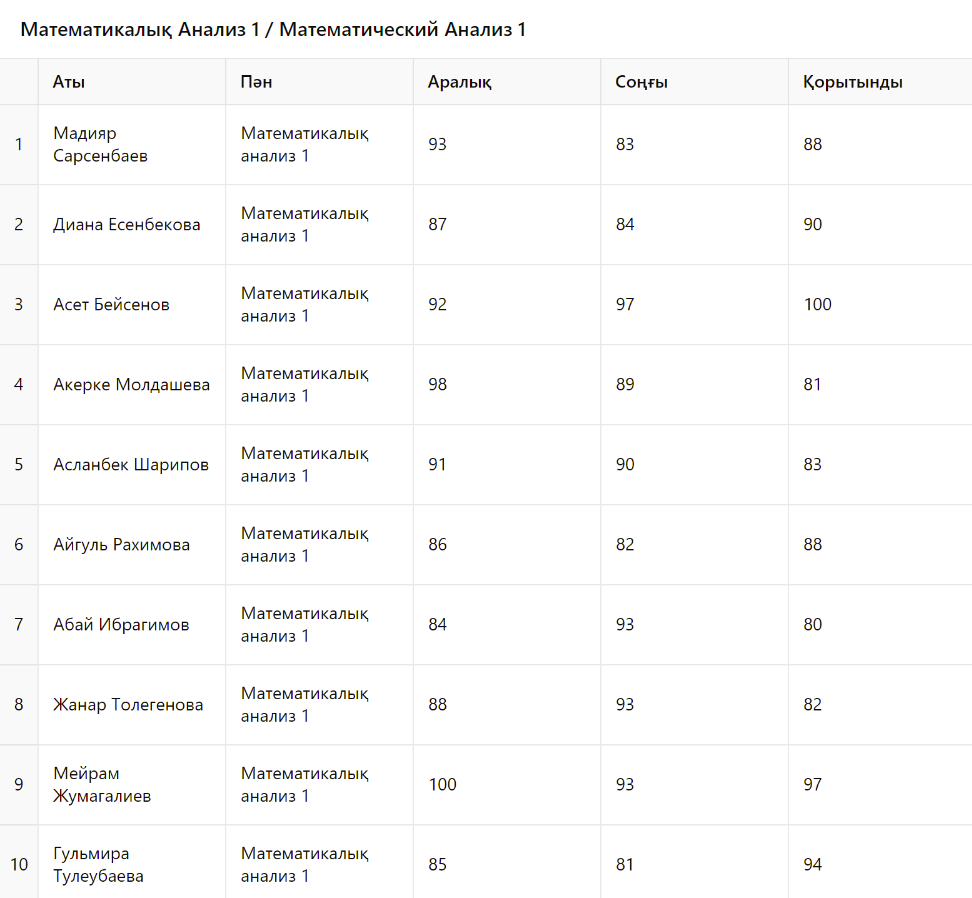 Математикалық Анализ 1 / Математический Анализ 1
Аты Пән Аралық Соңғы Қорытынды
1 Мадияр Сарсенбаев Математикалық анализ 1 93 83 88
2 Диана Есенбекова Математикалық анализ 1 87 84 90
3 Асет Бейсенов Математикалық анализ 1 92 97 100
4 Акерке Молдашева Математикалық анализ 1 98 89 81
5 Асланбек Шарипов Математикалық анализ 1 91 90 83
6 Айгуль Рахимова Математикалық анализ 1 86 82 88
7 Абай Ибрагимов Математикалық анализ 1 84 93 80
8 Жанар Толегенова Математикалық анализ 1 88 93 82
9 Мейрам Жумагалиев Математикалық анализ 1 100 93 97
10 Гульмира Тулеубаева Математикалық анализ 1 85 81 94